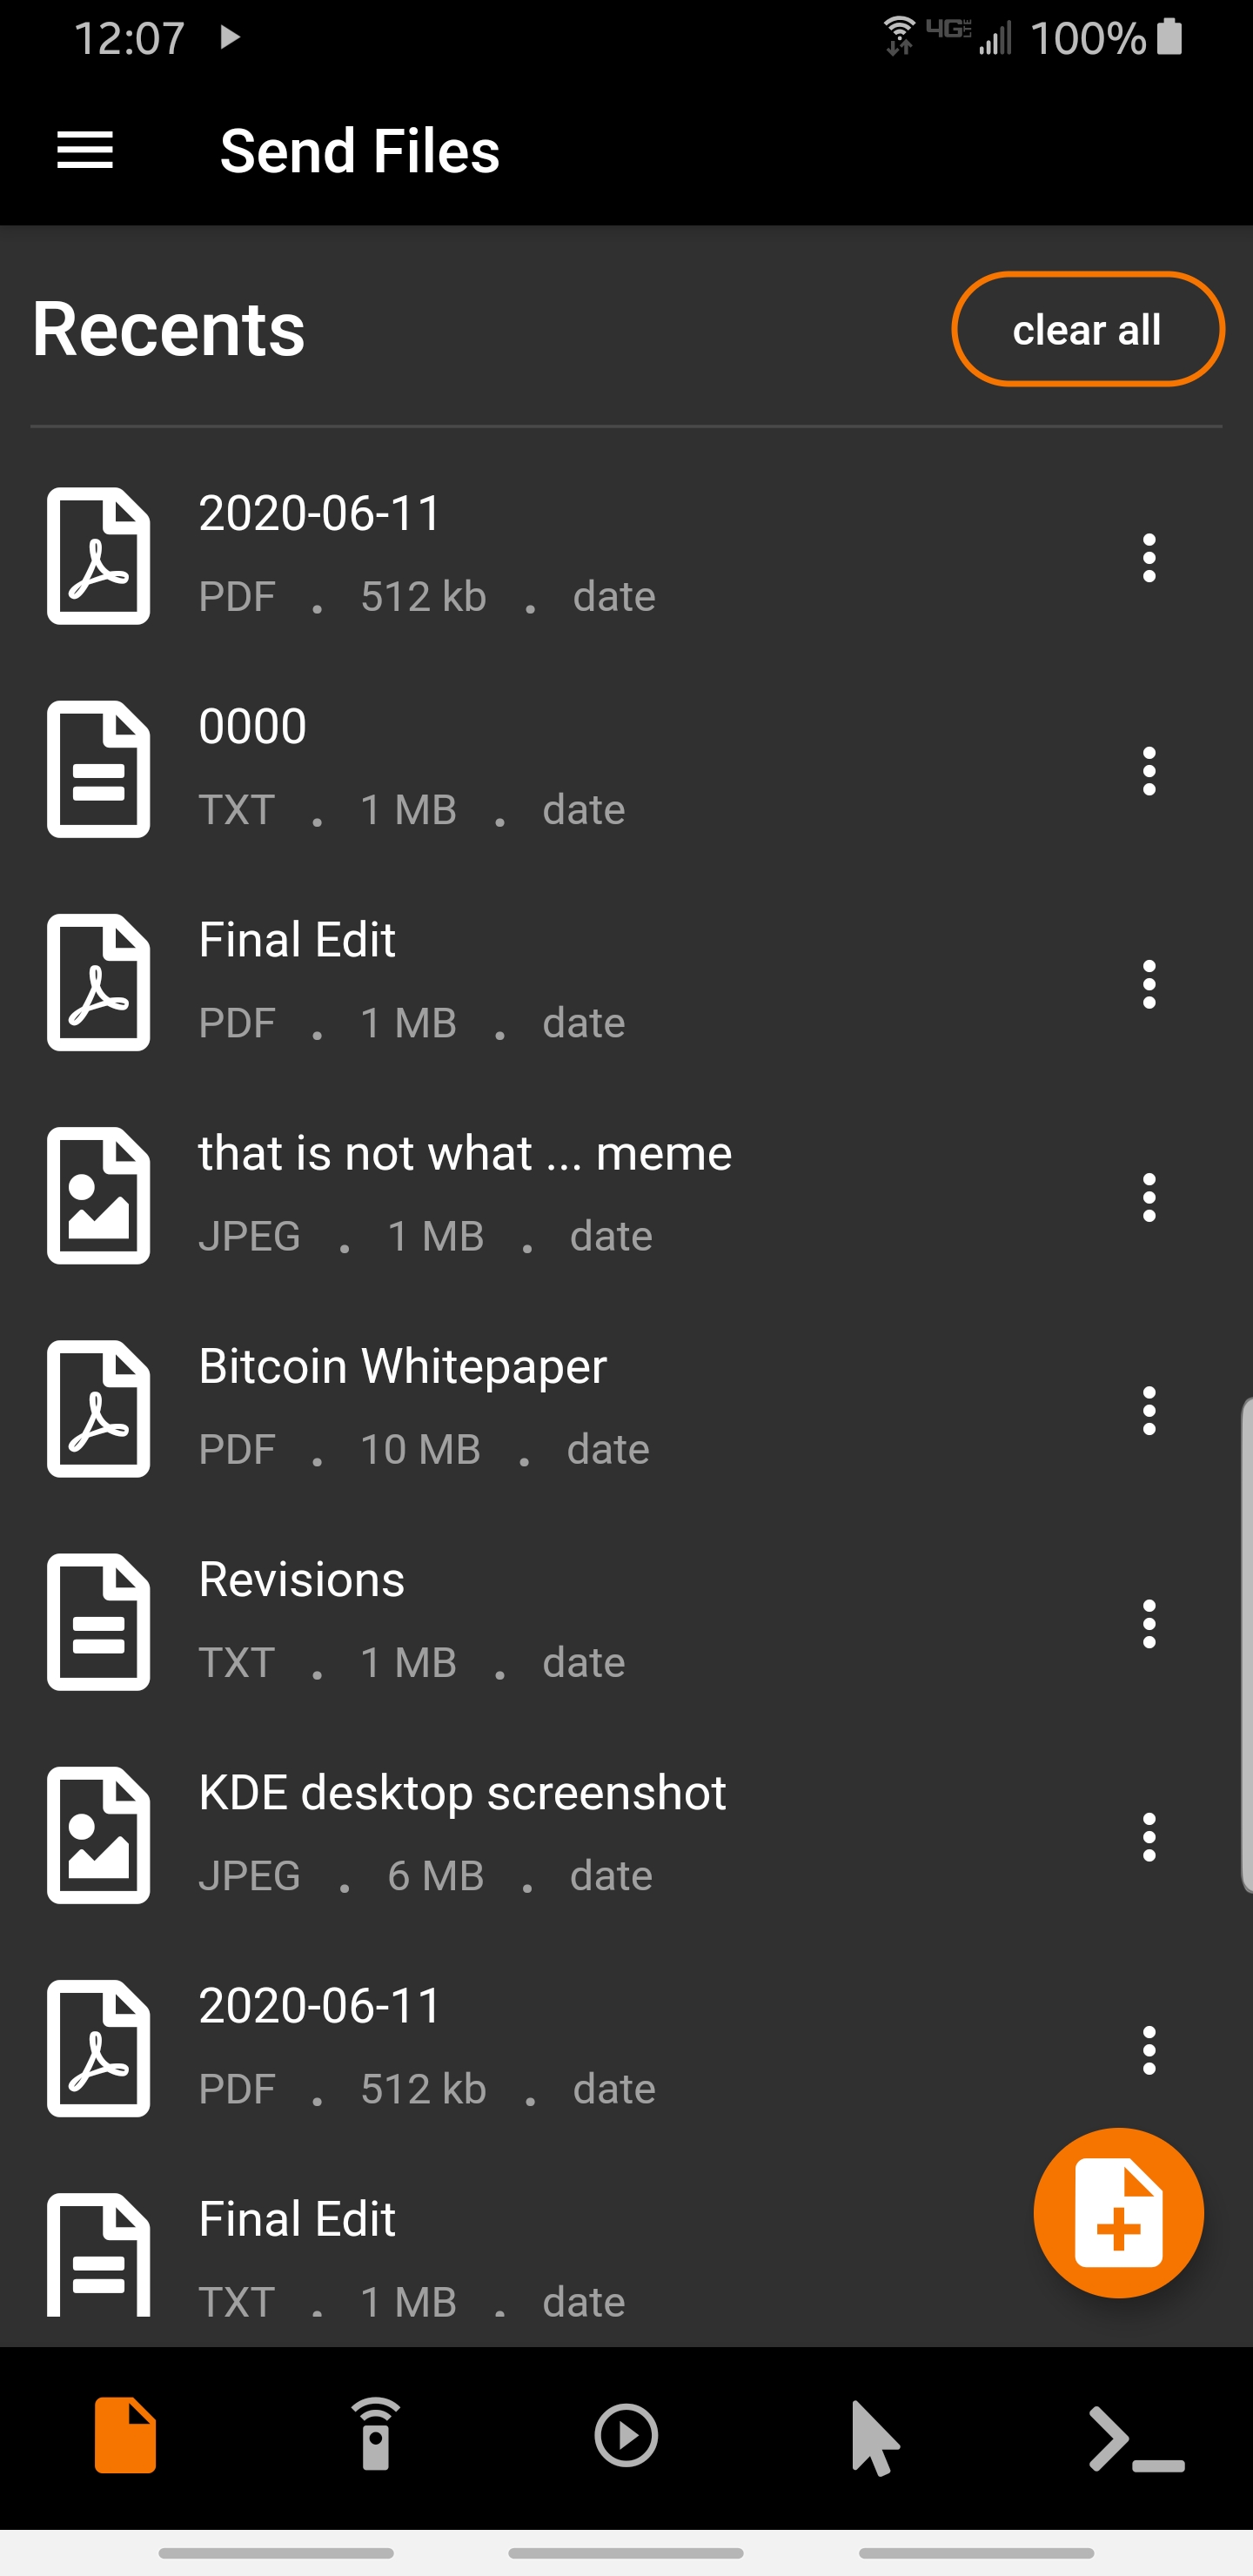 12:07 4G LTE 100%
Send Files
Recents
clear all
2020-06-11
PDF . 512 kb . date
0000
TXT . 1 MB . date
Final Edit
PDF . 1 MB . date
that is not what ... meme
JPEG . 1 MB . date
Bitcoin Whitepaper
PDF . 10 MB . date
Revisions
TXT . 1 MB . date
KDE desktop screenshot
JPEG . 6 MB . date
2020-06-11
PDF . 512 kb . date
Final Edit
TXT . 1 MB . date